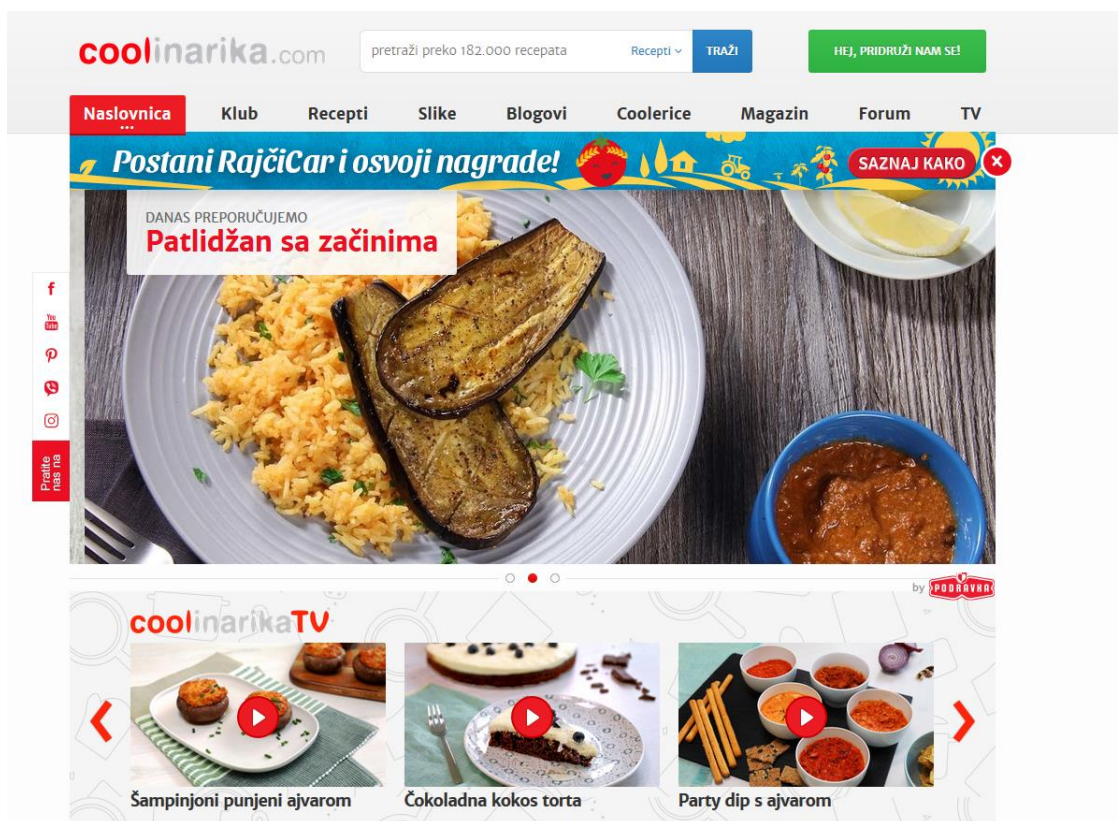 coolinarika.com
pretraži preko 182.000 recepata
Recepti
TRAŽI
HEJ, PRIDRUŽI NAM SE!
Naslovnica
Klub
Recepti
Slike
Blogovi
Coolerice
Magazin
Forum
TV
Postani RajčiCar i osvoji nagrade!
SAZNAJ KAKO
DANAS PREPORUČUJEMO
Patlidžan sa začinima
You
Tube
Pratite
nas na
by PODRAVKA
coolinarikaTV
Šampinjoni punjeni ajvarom
Čokoladna kokos torta
Party dip s ajvarom